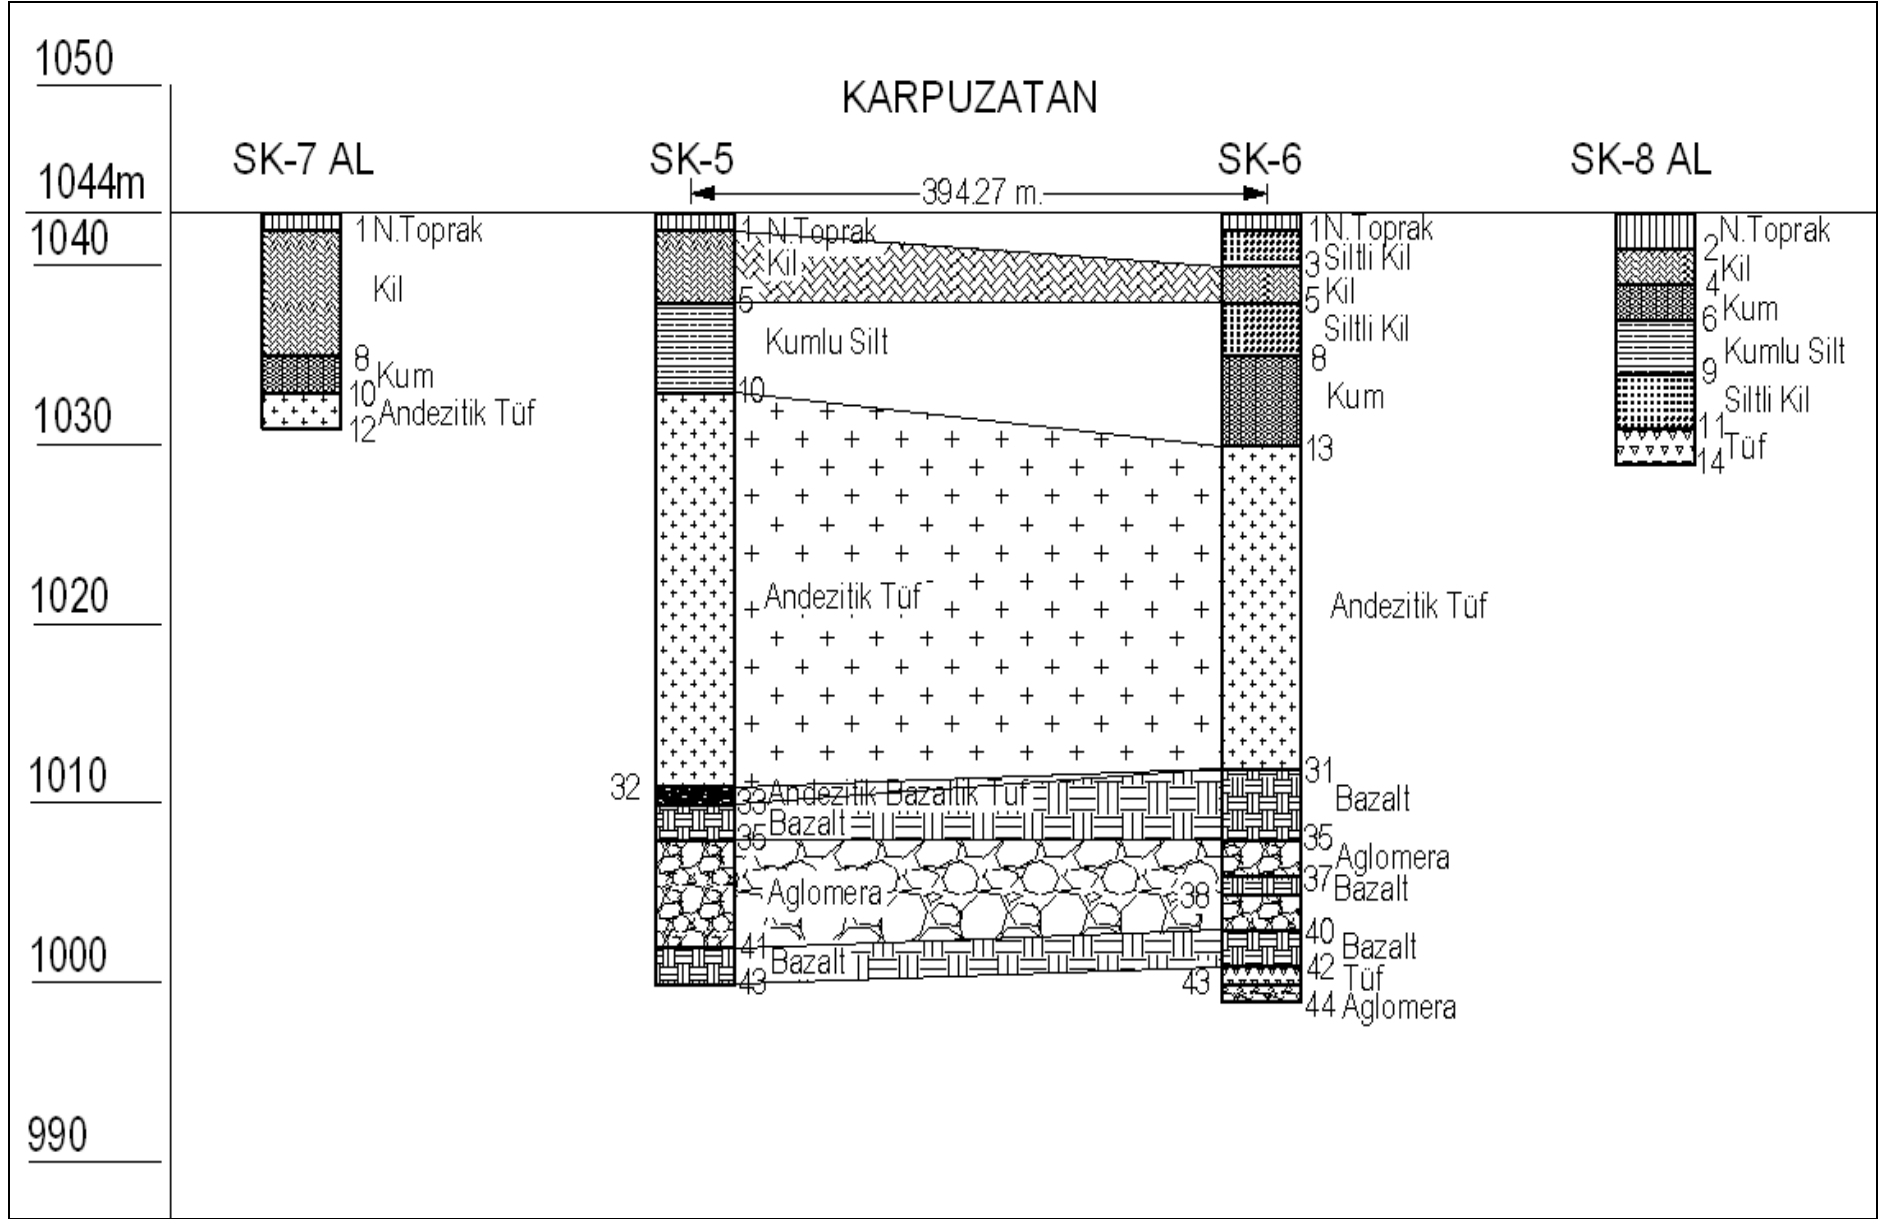 1050
KARPUZATAN
SK-7 AL
SK-5
SK-6
SK-8 AL
1044m
394.27 m.
1040
1030
1020
1010
1000
990
1 N.Toprak
Kil
8
Kum
10
Andezitik Tüf
12
1 N.Toprak
Kil
5
Kumlu Silt
10
Andezitik Tüf
32
Andezitik Bazaltik Tüf
33
Bazalt
35
Aglomera
41
Bazalt
43
1 N.Toprak
Siltli Kil
3
Kil
5
Siltli Kil
8
Kum
13
Andezitik Tüf
31
Bazalt
35
Aglomera
37
Bazalt
38
40
Bazalt
42
Tüf
43
44 Aglomera
N.Toprak
2
Kil
4
Kum
6
Kumlu Silt
9
Siltli Kil
11
Tüf
14